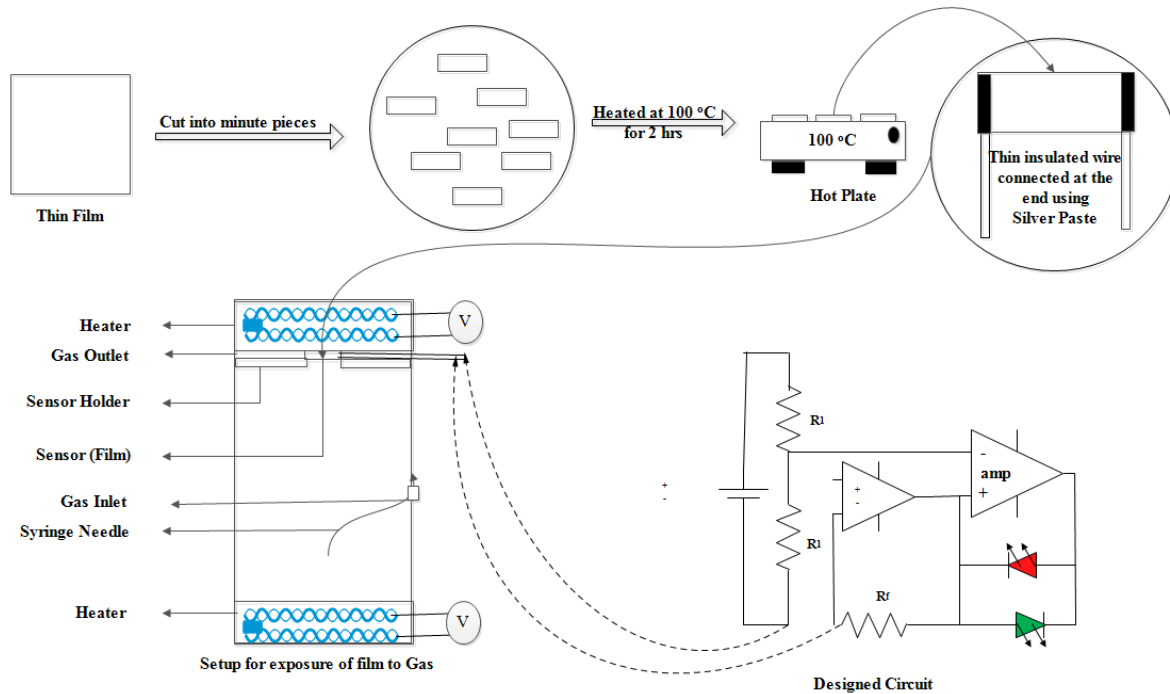 Thin Film
Cut into minute pieces
Heated at 100 °C
for 2 hrs
100 °C
Hot Plate
Thin insulated wire
connected at the
end using
Silver Paste
Heater
Gas Outlet
Sensor Holder
Sensor (Film)
Gas Inlet
Syringe Needle
Heater
V
V
Setup for exposure of film to Gas
+
-
R1
R1
+
-
-
amp
+
Rf
Designed Circuit